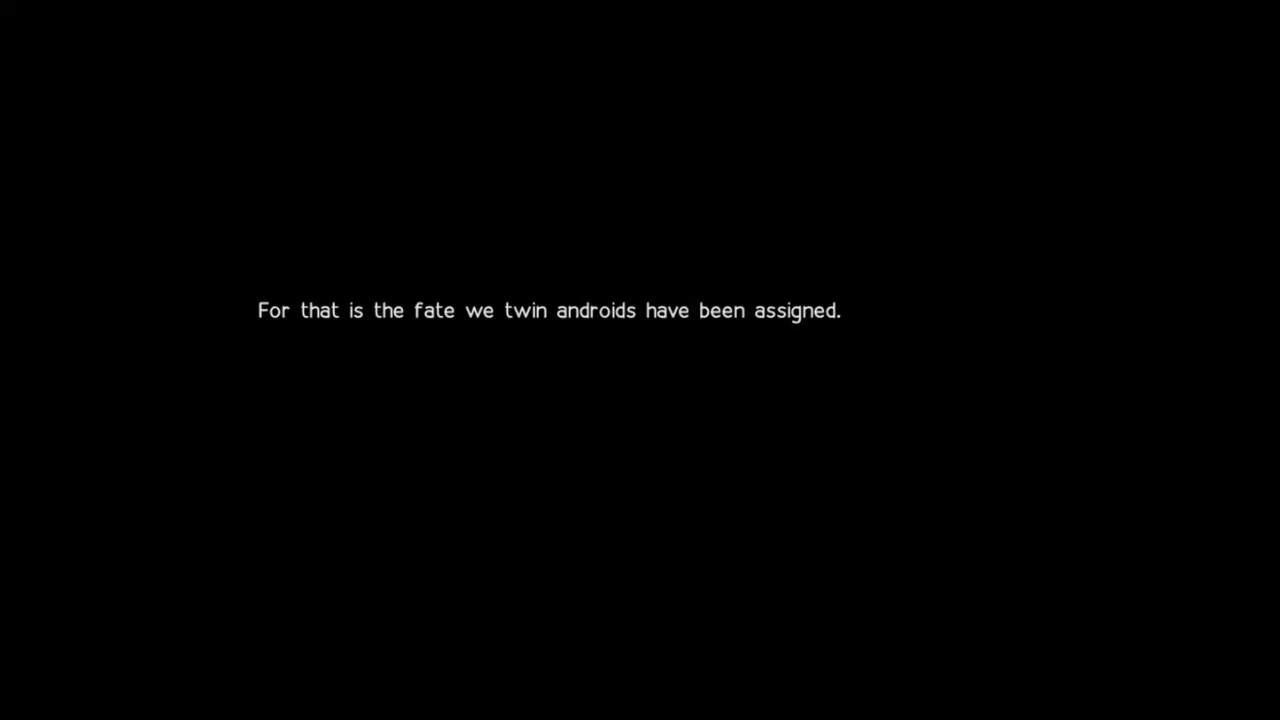 For that is the fate we twin androids have been assigned.